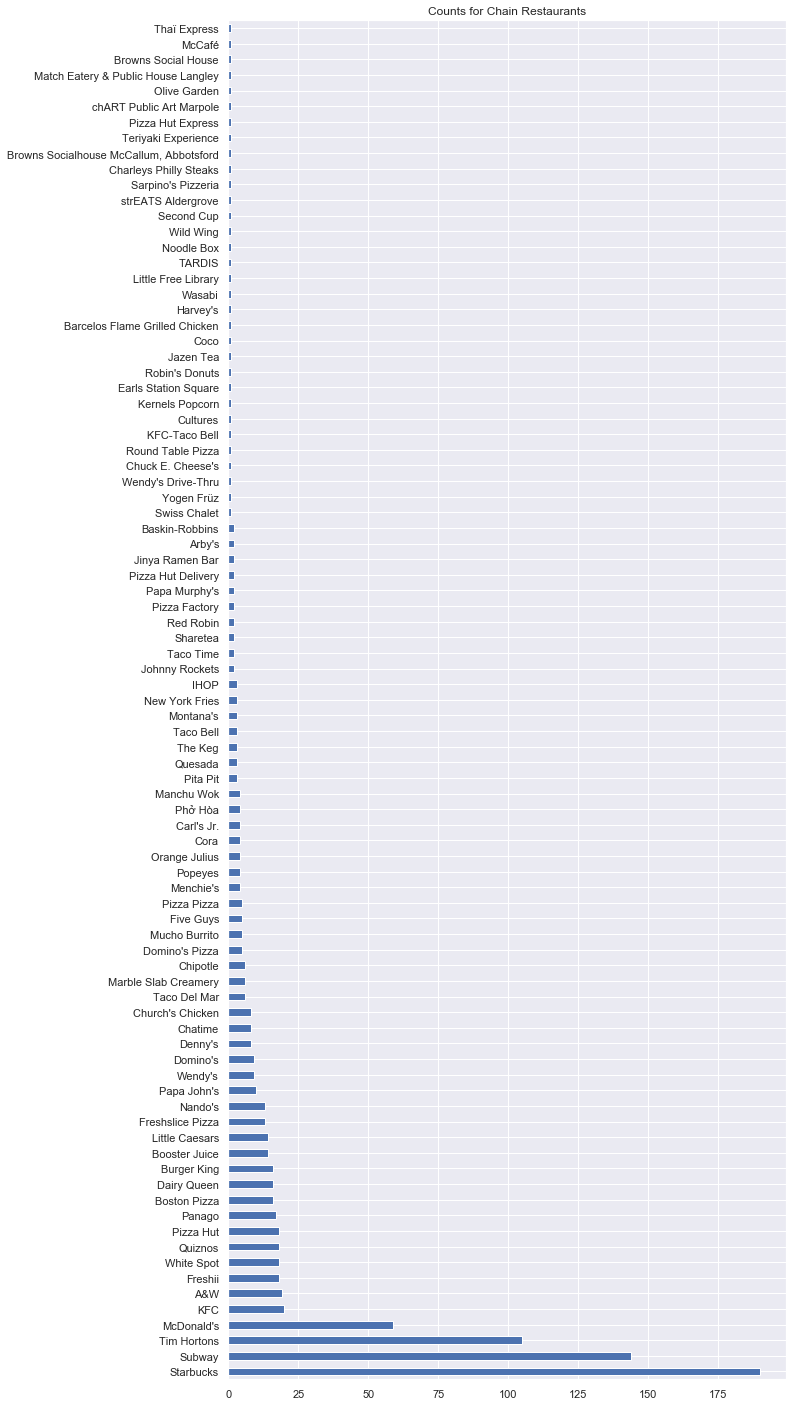 Counts for Chain Restaurants
Thaï Express
McCafé
Browns Social House
Match Eatery & Public House Langley
Olive Garden
chART Public Art Marpole
Pizza Hut Express
Teriyaki Experience
Browns Socialhouse McCallum, Abbotsford
Charleys Philly Steaks
Sarpino's Pizzeria
strEATS Aldergrove
Second Cup
Wild Wing
Noodle Box
TARDIS
Little Free Library
Wasabi
Harvey's
Barcelos Flame Grilled Chicken
Coco
Jazen Tea
Robin's Donuts
Earls Station Square
Kernels Popcorn
Cultures
KFC-Taco Bell
Round Table Pizza
Chuck E. Cheese's
Wendy's Drive-Thru
Yogen Früz
Swiss Chalet
Baskin-Robbins
Arby's
Jinya Ramen Bar
Pizza Hut Delivery
Papa Murphy's
Pizza Factory
Red Robin
Sharetea
Taco Time
Johnny Rockets
IHOP
New York Fries
Montana's
Taco Bell
The Keg
Quesada
Pita Pit
Manchu Wok
Phở Hòa
Carl's Jr.
Cora
Orange Julius
Popeyes
Menchie's
Pizza Pizza
Five Guys
Mucho Burrito
Domino's Pizza
Chipotle
Marble Slab Creamery
Taco Del Mar
Church's Chicken
Chatime
Denny's
Domino's
Wendy's
Papa John's
Nando's
Freshslice Pizza
Little Caesars
Booster Juice
Burger King
Dairy Queen
Boston Pizza
Panago
Pizza Hut
Quiznos
White Spot
Freshii
A&W
KFC
McDonald's
Tim Hortons
Subway
Starbucks
0 25 50 75 100 125 150 175